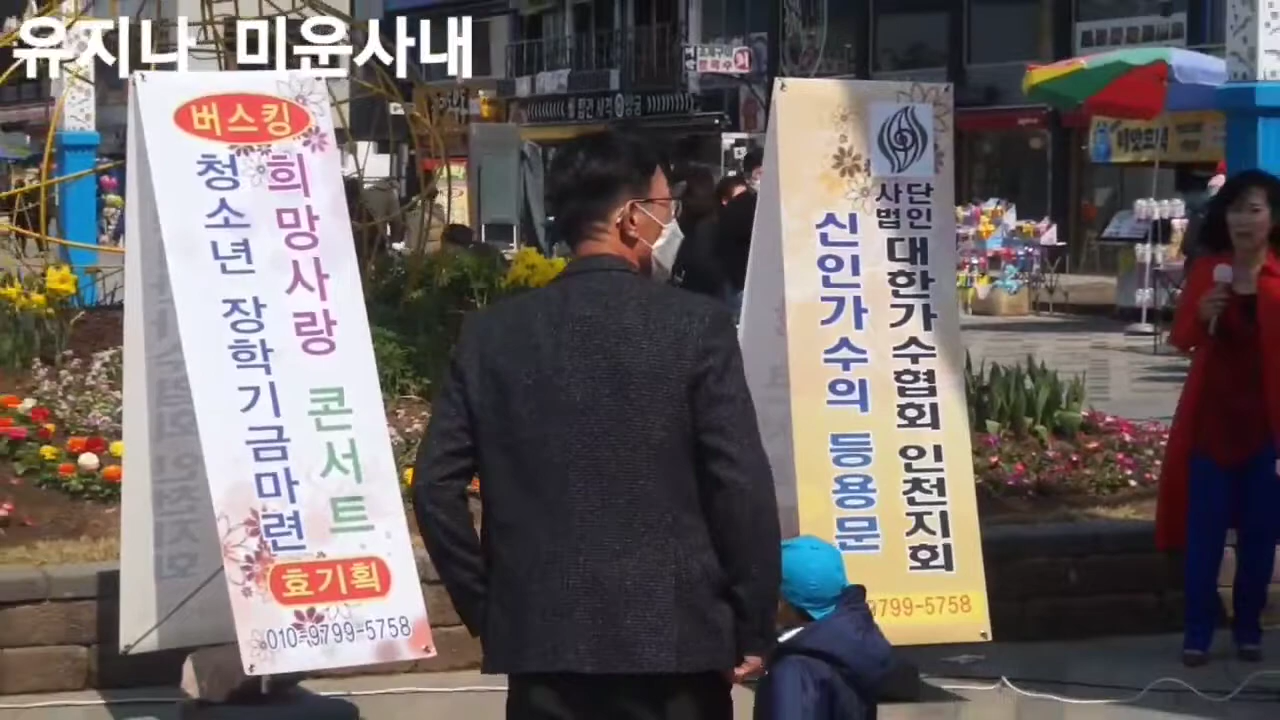 유지나 미운사내
버스킹
희망사랑 콘서트
청소년 장학기금마련
효기획
010-9799-5758
사단
법인
대한가수협회 인천지회
신인가수의 등용문
9799-5758